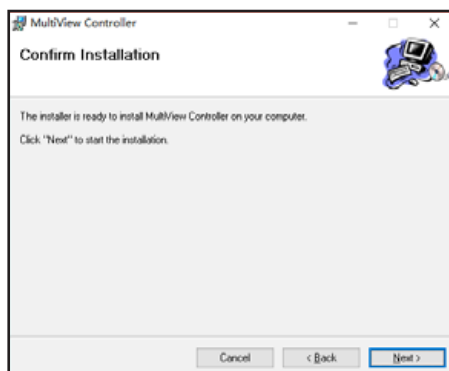 MultiView Controller
Confirm Installation
The installer is ready to install MultiView Controller on your computer.
Click "Next" to start the installation.
Cancel
< Back
Next >